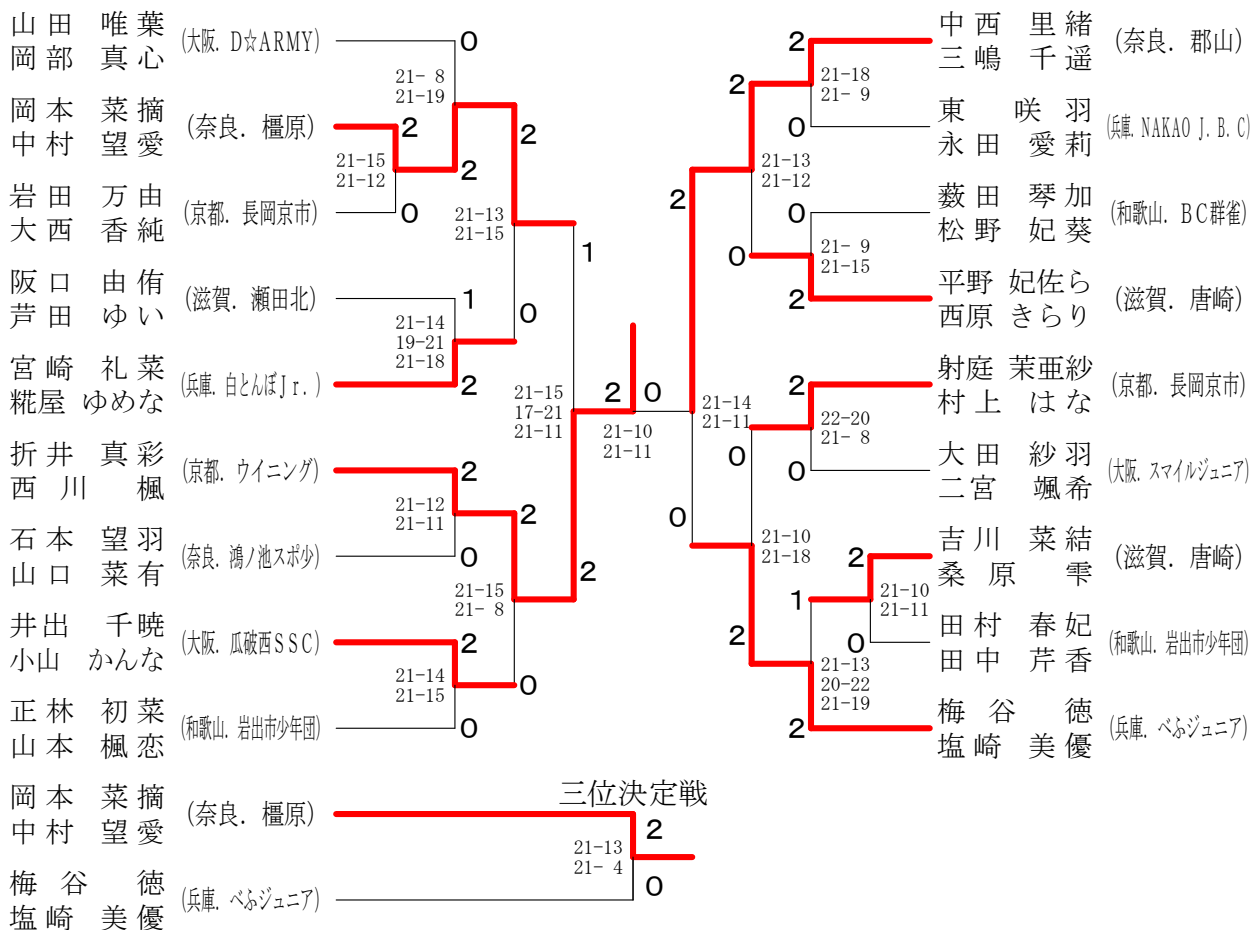 山田 唯葉
岡部 真心
(大阪. D☆ARMY)
0
21- 8
21-19
岡本 菜摘
中村 望愛
(奈良. 橿原)
2
2
2
21-15
21-12
岩田 万由
大西 香純
(京都. 長岡京市)
0
21-13
21-15
1
阪口 由侑
芦田 ゆい
(滋賀. 瀬田北)
1
0
21-14
19-21
21-18
宮崎 礼菜
糀屋 ゆめな
(兵庫. 白とんぼJr.)
2
21-15
17-21
21-11
2
0
21-10
21-11
折井 真彩
西川 楓
(京都. ウイニング)
2
21-12
21-11
2
石本 望羽
山口 菜有
(奈良. 鴻ノ池スポ少)
0
2
21-15
21- 8
井出 千暁
小山 かんな
(大阪. 瓜破西SSC)
2
0
21-14
21-15
正林 初菜
山本 楓恋
(和歌山. 岩出市少年団)
0
中西 里緒
三嶋 千遥
(奈良. 郡山)
2
2
21-18
21- 9
東 咲羽
永田 愛莉
(兵庫. NAKAO J.B.C)
0
21-13
21-12
2
薮田 琴加
松野 妃葵
(和歌山. BC群雀)
0
0
21- 9
21-15
平野 妃佐ら
西原 きらり
(滋賀. 唐崎)
2
射庭 茉亜紗
村上 はな
(京都. 長岡京市)
2
21-14
21-11
22-20
21- 8
0
大田 紗羽
二宮 颯希
(大阪. スマイルジュニア)
0
0
21-10
21-18
吉川 菜結
桑原 雫
(滋賀. 唐崎)
2
1
21-10
21-11
田村 春妃
田中 芹香
(和歌山. 岩出市少年団)
0
2
21-13
20-22
21-19
梅谷 徳
塩崎 美優
(兵庫. べふジュニア)
2
三位決定戦
岡本 菜摘
中村 望愛
(奈良. 橿原)
2
21-13
21- 4
梅谷 徳
塩崎 美優
(兵庫. べふジュニア)
0